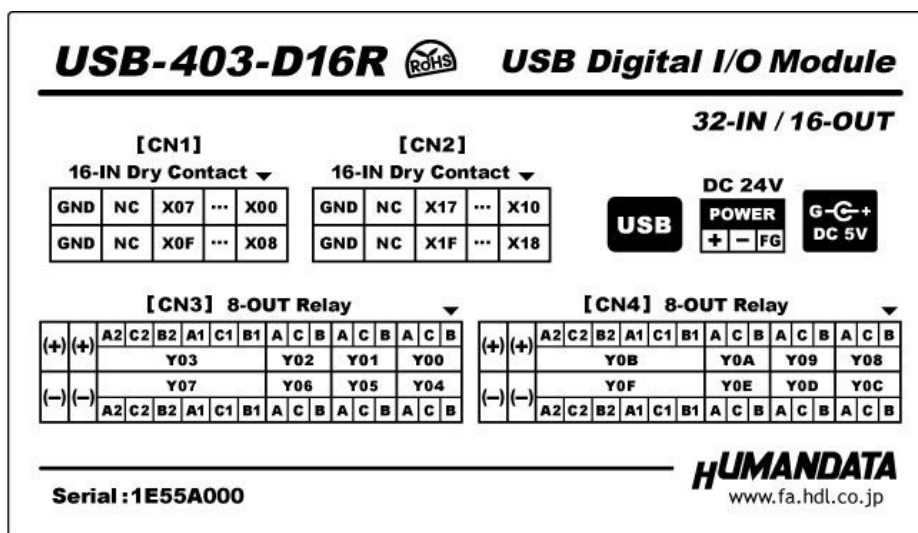 USB-403-D16R RoHS USB Digital I/O Module
32-IN / 16-OUT
[CN1]
16-IN Dry Contact
GND NC X07 ··· X00
GND NC X0F ··· X08
[CN2]
16-IN Dry Contact
GND NC X17 ··· X10
GND NC X1F ··· X18
USB
DC 24V
POWER
+ − FG
G-C-+
DC 5V
[CN3] 8-OUT Relay
(+) (+) A2 C2 B2 A1 C1 B1 A C B A C B A C B
Y03 Y02 Y01 Y00
(−) (−) Y07 Y06 Y05 Y04
A2 C2 B2 A1 C1 B1 A C B A C B A C B
[CN4] 8-OUT Relay
(+) (+) A2 C2 B2 A1 C1 B1 A C B A C B A C B
Y0B Y0A Y09 Y08
(−) (−) Y0F Y0E Y0D Y0C
A2 C2 B2 A1 C1 B1 A C B A C B A C B
Serial:1E55A000
HUMANDATA
www.fa.hdl.co.jp